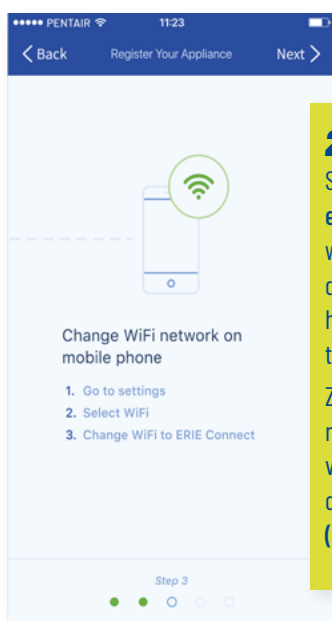 PENTAIR 11:23
Back Register Your Appliance Next
Change WiFi network on
mobile phone
1. Go to settings
2. Select WiFi
3. Change WiFi to ERIE Connect
Step 3